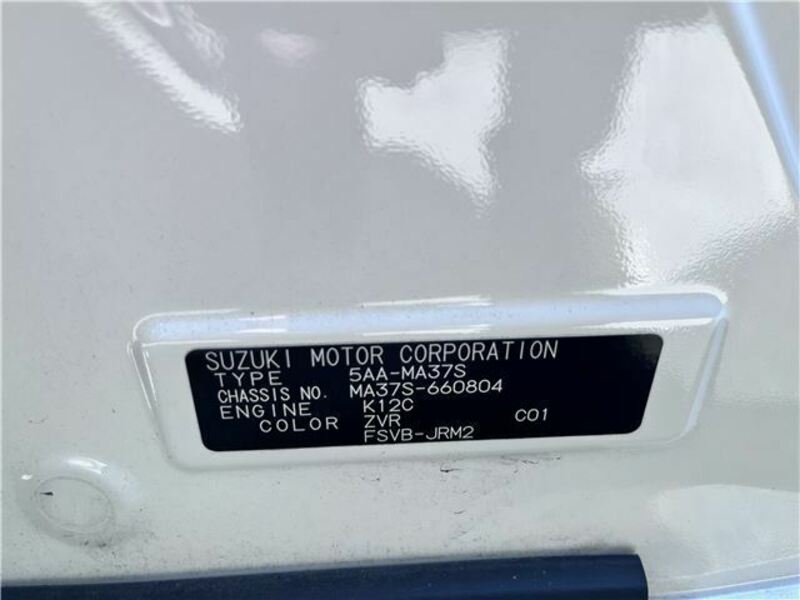 SUZUKI MOTOR CORPORATION
TYPE 5AA-MA37S
CHASSIS NO. MA37S-660804
ENGINE K12C
COLOR ZVR C01
FSVB-JRM2